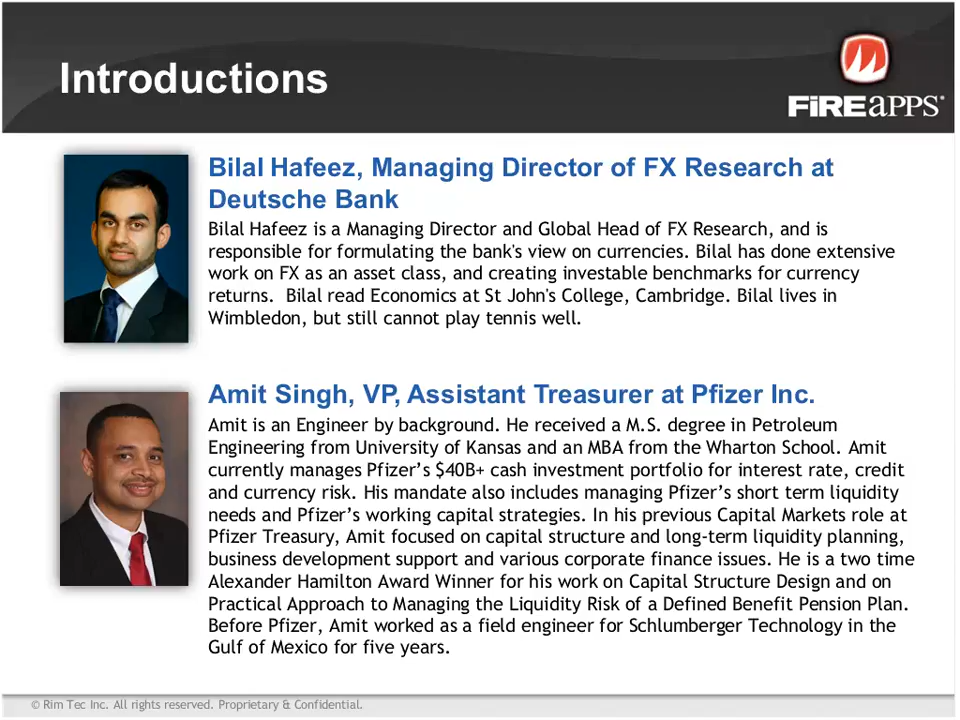 Introductions
FIREAPPS®
Bilal Hafeez, Managing Director of FX Research at
Deutsche Bank
Bilal Hafeez is a Managing Director and Global Head of FX Research, and is
responsible for formulating the bank's view on currencies. Bilal has done extensive
work on FX as an asset class, and creating investable benchmarks for currency
returns.  Bilal read Economics at St John's College, Cambridge. Bilal lives in
Wimbledon, but still cannot play tennis well.
Amit Singh, VP, Assistant Treasurer at Pfizer Inc.
Amit is an Engineer by background. He received a M.S. degree in Petroleum
Engineering from University of Kansas and an MBA from the Wharton School. Amit
currently manages Pfizer’s $40B+ cash investment portfolio for interest rate, credit
and currency risk. His mandate also includes managing Pfizer’s short term liquidity
needs and Pfizer’s working capital strategies. In his previous Capital Markets role at
Pfizer Treasury, Amit focused on capital structure and long-term liquidity planning,
business development support and various corporate finance issues. He is a two time
Alexander Hamilton Award Winner for his work on Capital Structure Design and on
Practical Approach to Managing the Liquidity Risk of a Defined Benefit Pension Plan.
Before Pfizer, Amit worked as a field engineer for Schlumberger Technology in the
Gulf of Mexico for five years.
© Rim Tec Inc. All rights reserved. Proprietary & Confidential.